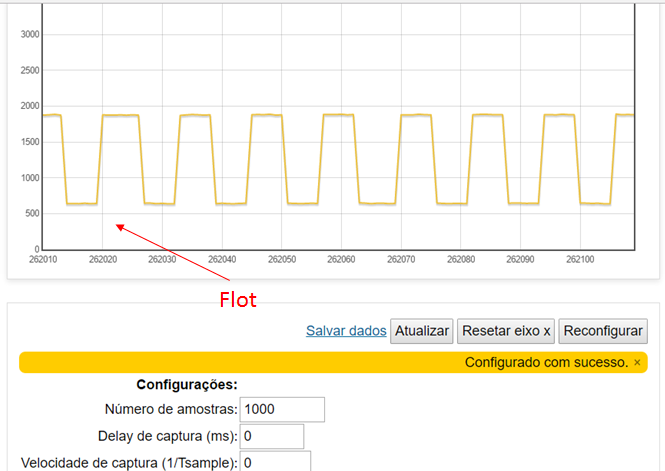 3000
2500
2000
1500
1000
500
0
262010 262020 262030 262040 262050 262060 262070 262080 262090 262100
Flot
Salvar dados Atualizar Resetar eixo x Reconfigurar
Configurado com sucesso. ×
Configurações:
Número de amostras: 1000
Delay de captura (ms): 0
Velocidade de captura (1/Tsample): 0